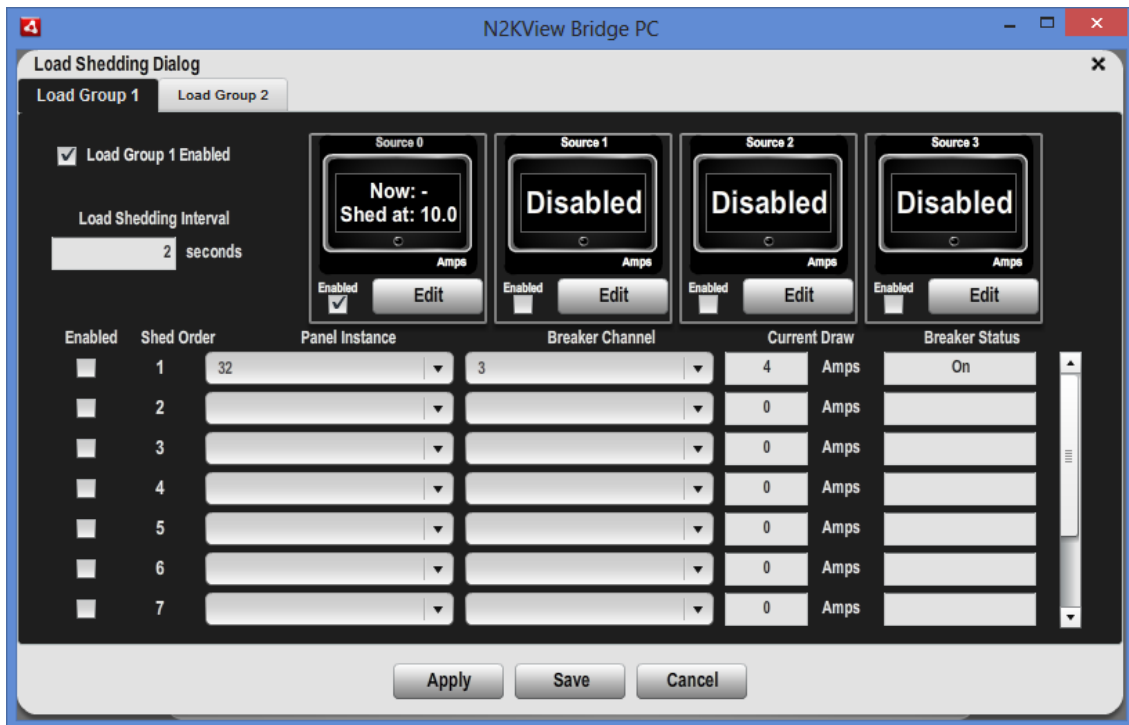 N2KView Bridge PC
Load Shedding Dialog
Load Group 1
Load Group 2
Load Group 1 Enabled
Load Shedding Interval
2 seconds
Source 0
Now: -
Shed at: 10.0
Amps
Enabled
Edit
Source 1
Disabled
Amps
Enabled
Edit
Source 2
Disabled
Amps
Enabled
Edit
Source 3
Disabled
Amps
Enabled
Edit
Enabled Shed Order Panel Instance Breaker Channel Current Draw Breaker Status
1 32 3 4 Amps On
2 0 Amps
3 0 Amps
4 0 Amps
5 0 Amps
6 0 Amps
7 0 Amps
Apply Save Cancel